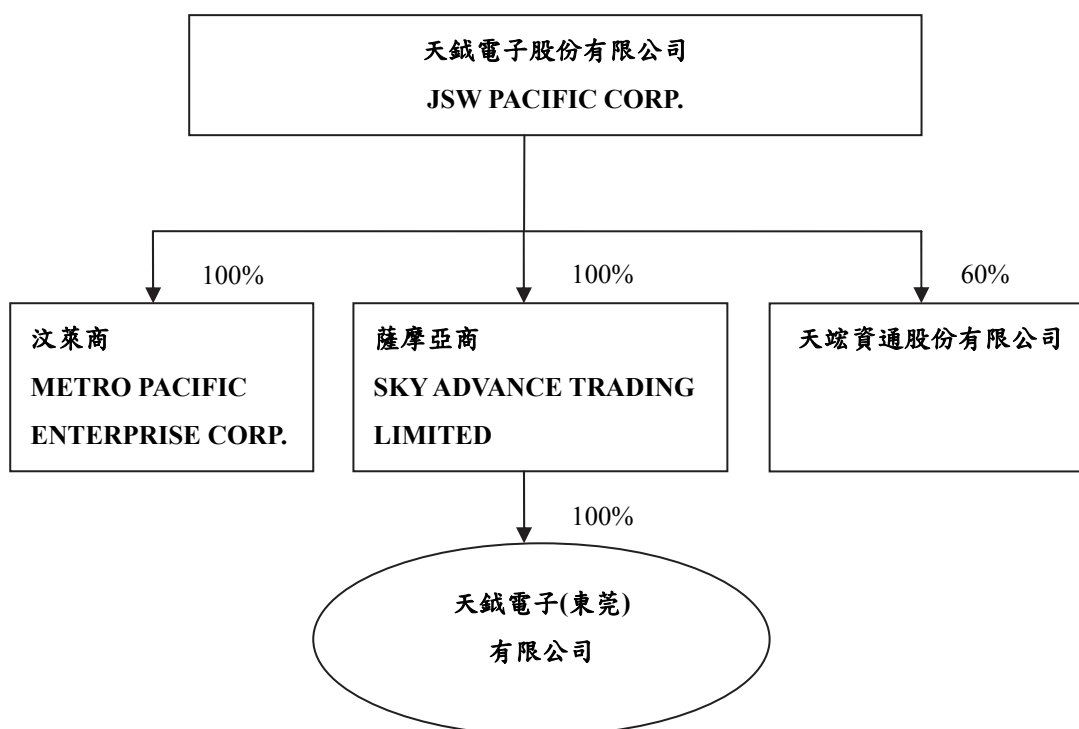 天鉞電子股份有限公司
JSW PACIFIC CORP.
100%
100%
60%
汶萊商
METRO PACIFIC
ENTERPRISE CORP.
薩摩亞商
SKY ADVANCE TRADING
LIMITED
天竤資通股份有限公司
100%
天鉞電子(東莞)
有限公司